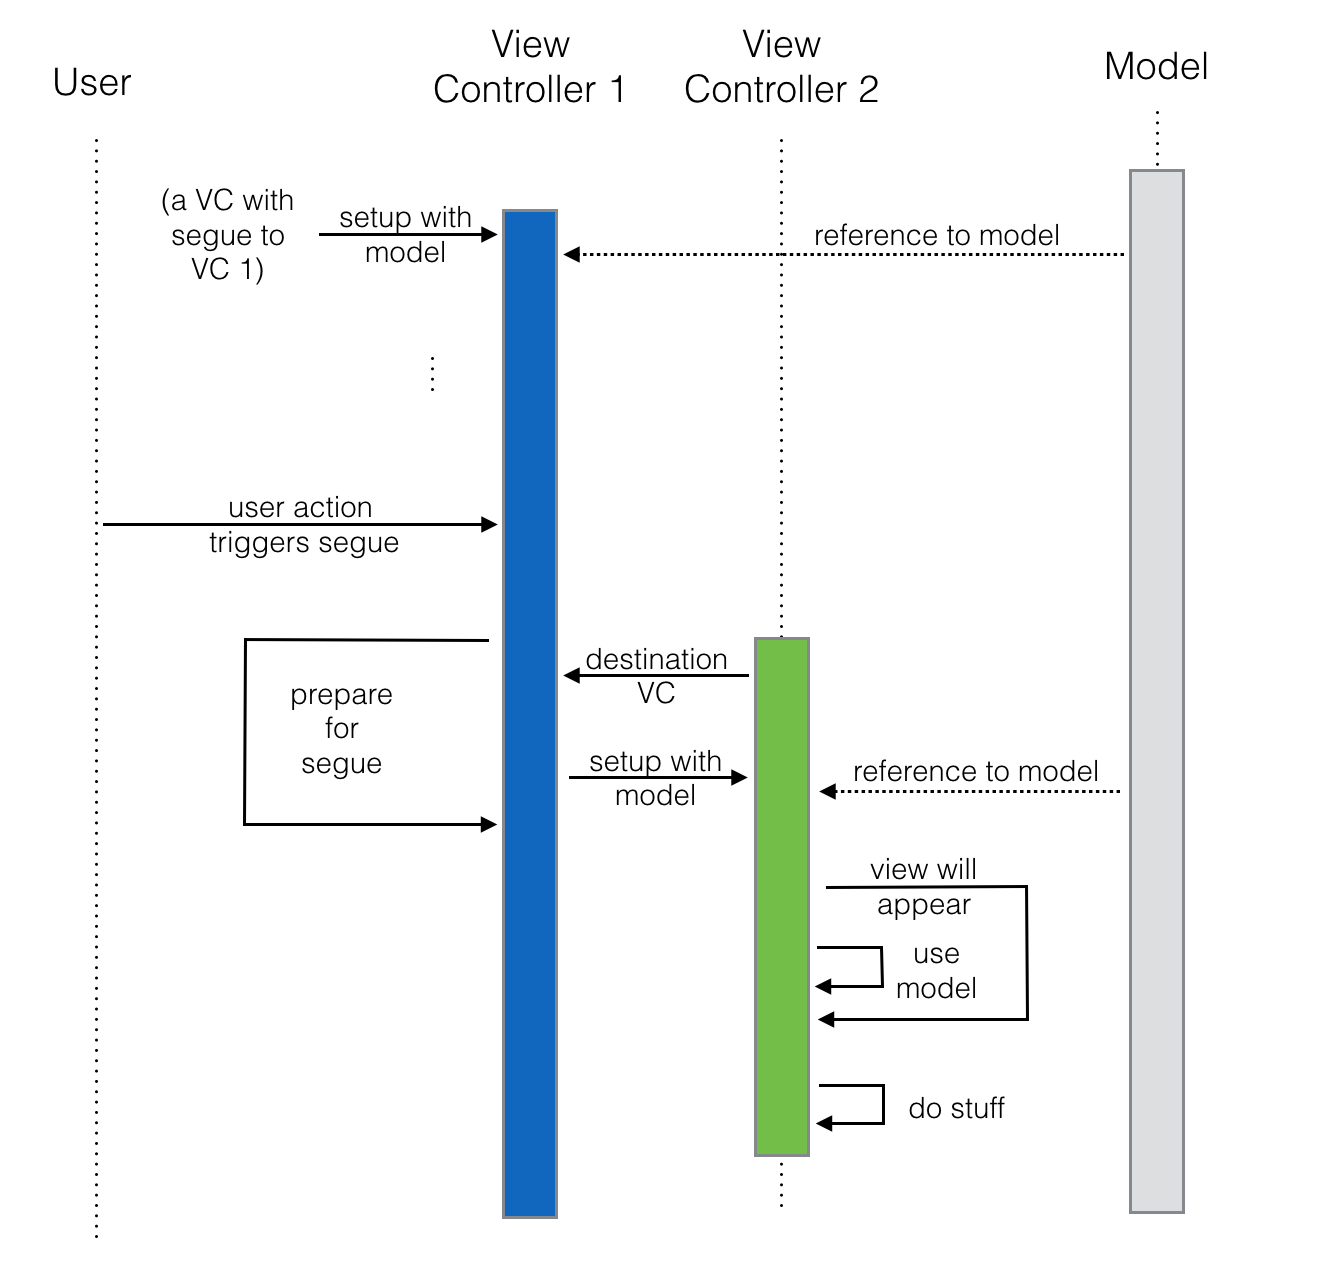 User
View
Controller 1
View
Controller 2
Model
(a VC with
segue to
VC 1)
setup with
model
reference to model
user action
triggers segue
prepare
for
segue
destination
VC
setup with
model
reference to model
view will
appear
use
model
do stuff